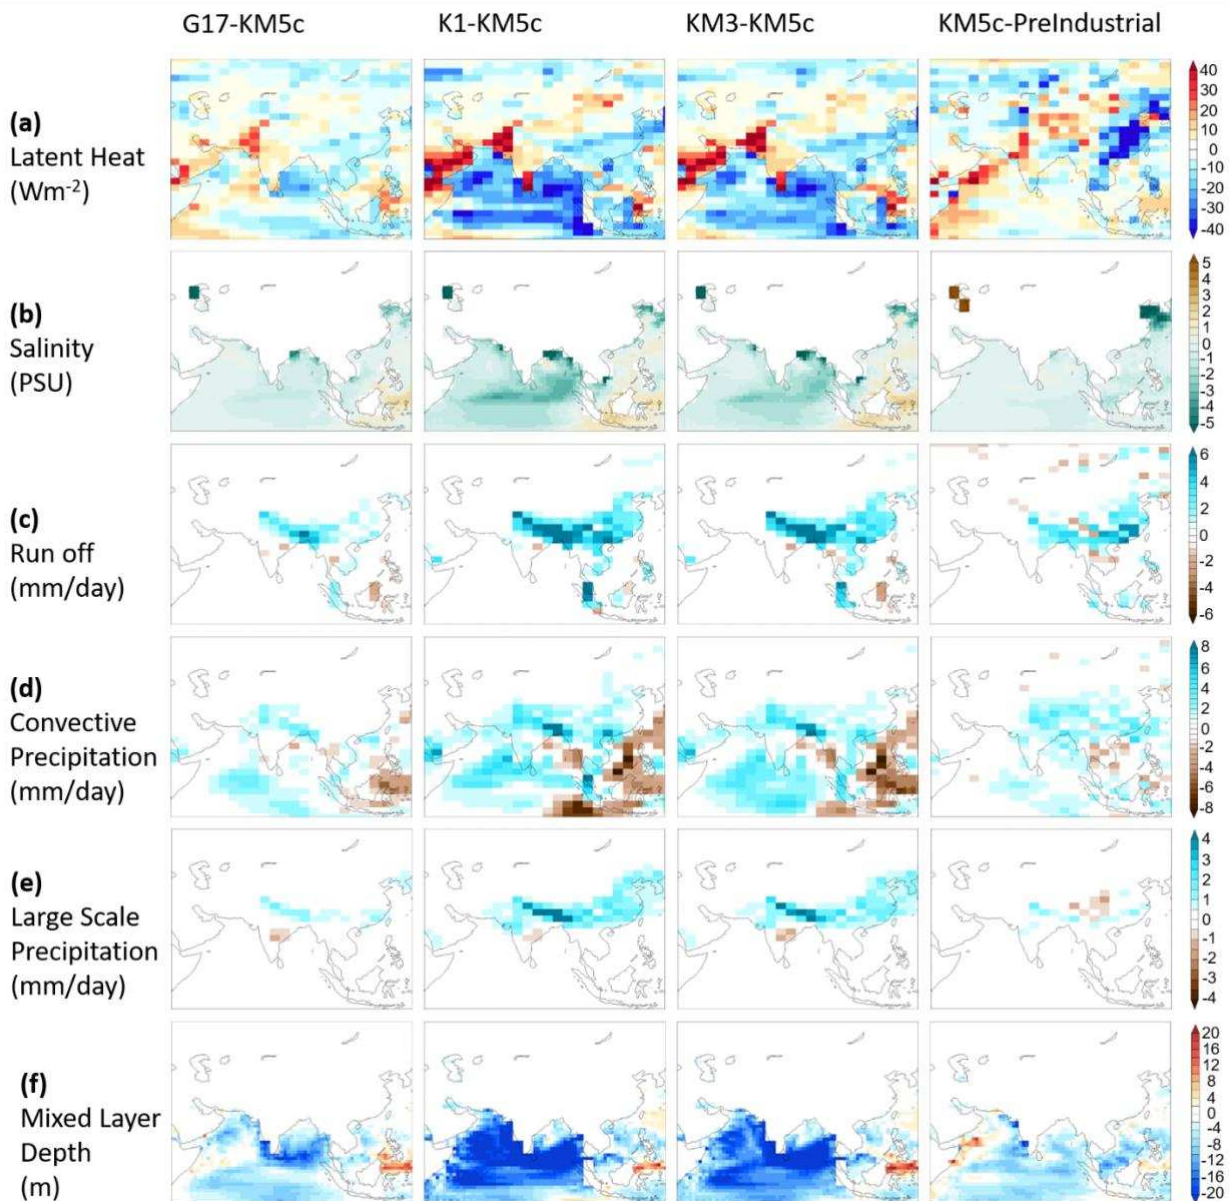 G17-KM5c K1-KM5c KM3-KM5c KM5c-PreIndustrial
(a)
Latent Heat
(Wm⁻²)
40
30
20
10
0
-10
-20
-30
-40
(b)
Salinity
(PSU)
5
4
3
2
1
0
-1
-2
-3
-4
-5
(c)
Run off
(mm/day)
6
4
2
0
-2
-4
-6
(d)
Convective
Precipitation
(mm/day)
8
6
4
2
0
-2
-4
-6
-8
(e)
Large Scale
Precipitation
(mm/day)
4
3
2
1
0
-1
-2
-3
-4
(f)
Mixed Layer
Depth
(m)
20
16
12
8
4
0
-4
-8
-12
-16
-20